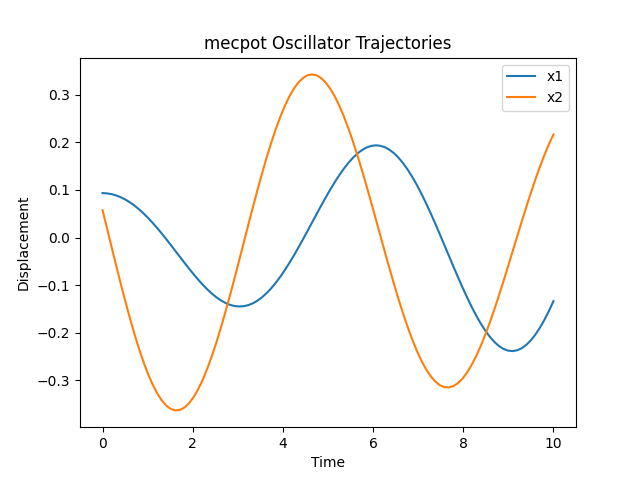 mecpot Oscillator Trajectories
x1
x2
Displacement
0.3
0.2
0.1
0.0
−0.1
−0.2
−0.3
0 2 4 6 8 10
Time